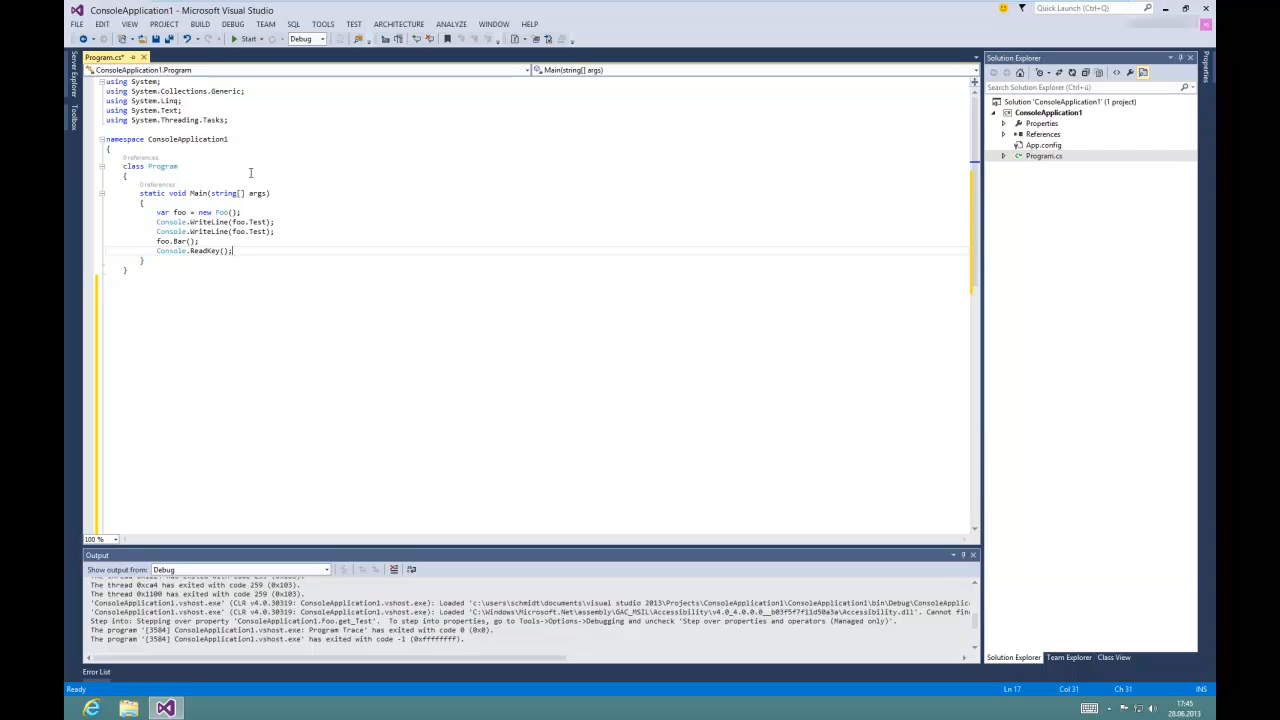 ConsoleApplication1 - Microsoft Visual Studio
Quick Launch (Ctrl+Q)
FILE EDIT VIEW PROJECT BUILD DEBUG TEAM SQL TOOLS TEST ARCHITECTURE ANALYZE WINDOW HELP
Start Debug
Server Explorer
Toolbox
Program.cs*
ConsoleApplication1.Program
Main(string[] args)
using System;
using System.Collections.Generic;
using System.Linq;
using System.Text;
using System.Threading.Tasks;
namespace ConsoleApplication1
{
0 references
class Program
{
0 references
static void Main(string[] args)
{
var foo = new Foo();
Console.WriteLine(foo.Test);
Console.WriteLine(foo.Test);
foo.Bar();
Console.ReadKey();
}
}
100 %
Solution Explorer
Search Solution Explorer (Ctrl+ü)
Solution 'ConsoleApplication1' (1 project)
ConsoleApplication1
Properties
References
App.config
Program.cs
Properties
Output
Show output from: Debug
The thread 0xca4 has exited with code 259 (0x103).
The thread 0x1100 has exited with code 259 (0x103).
'ConsoleApplication1.vshost.exe' (CLR v4.0.30319: ConsoleApplication1.vshost.exe): Loaded 'c:\users\schmidt\documents\visual studio 2013\Projects\ConsoleApplication1\ConsoleApplication1\bin\Debug\ConsoleApplic
'ConsoleApplication1.vshost.exe' (CLR v4.0.30319: ConsoleApplication1.vshost.exe): Loaded 'C:\Windows\Microsoft.Net\assembly\GAC_MSIL\Accessibility\v4.0_4.0.0.0__b03f5f7f11d50a3a\Accessibility.dll'. Cannot fin
Step into: Stepping over property 'ConsoleApplication1.Foo.get_Test'. To step into properties, go to Tools->Options->Debugging and uncheck 'Step over properties and operators (Managed only)'.
The program '[3584] ConsoleApplication1.vshost.exe: Program Trace' has exited with code 0 (0x0).
The program '[3584] ConsoleApplication1.vshost.exe' has exited with code -1 (0xffffffff).
Solution Explorer Team Explorer Class View
Error List
Ready
Ln 17 Col 31 Ch 31 INS
17:45
28.06.2013